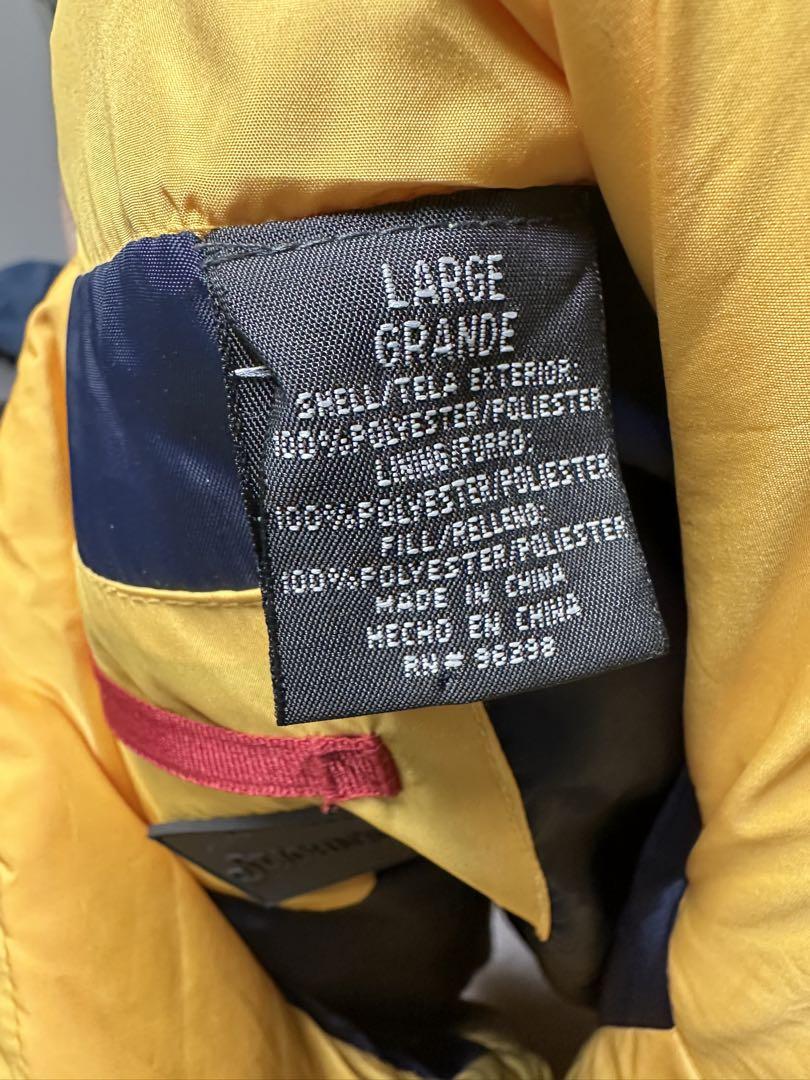 LARGE
GRANDE
SHELL/TELA EXTERIOR:
100%POLYESTER/POLIESTER
LINING/FORRO:
100%POLYESTER/POLIESTER
FILL/RELLENO:
100%POLYESTER/POLIESTER
MADE IN CHINA
HECHO EN CHINA
RN# 96398